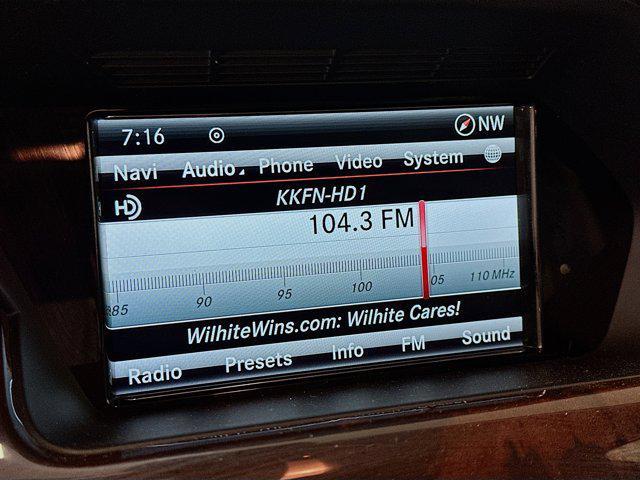 7:16 NW
Navi Audio Phone Video System
HD KKFN-HD1
104.3 FM
85 90 95 100 05 110 MHz
WilhiteWins.com: Wilhite Cares!
Radio Presets Info FM Sound